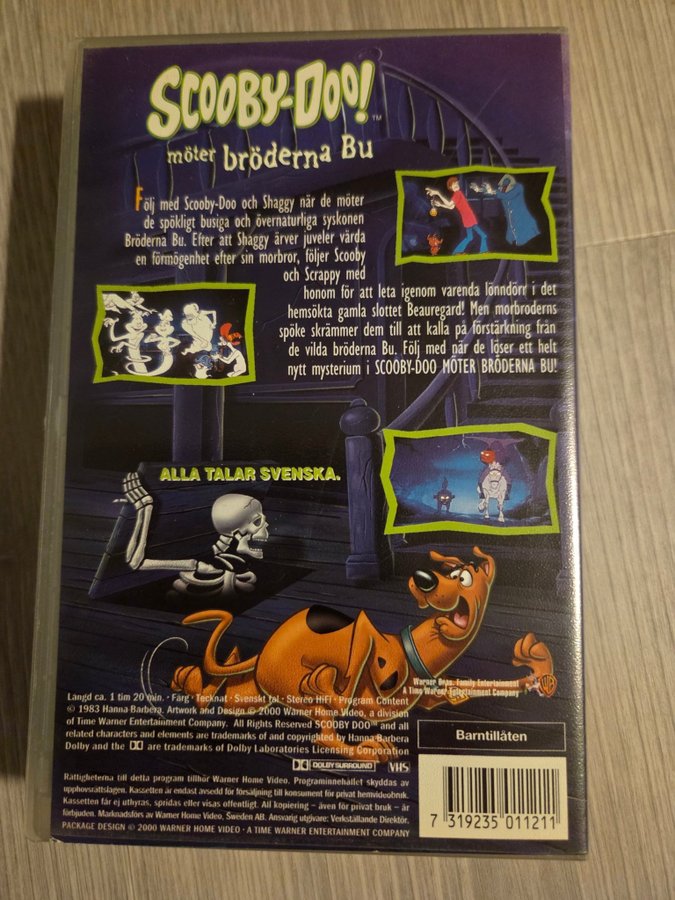 SCOOBY-DOO!™
möter bröderna Bu
Följ med Scooby-Doo och Shaggy när de möter
de spökligt busiga och övernaturliga syskonen
Bröderna Bu. Efter att Shaggy ärver juveler värda
en förmögenhet efter sin morbror, följer Scooby
och Scrappy med
honom för att leta igenom varenda lönndörr i det
hemsökta gamla slottet Beauregard! Men morbroderns
spöke skrämmer dem till att kalla på förstärkning från
de vilda bröderna Bu. Följ med när de löser ett helt
nytt mysterium i SCOOBY-DOO MÖTER BRÖDERNA BU!
ALLA TALAR SVENSKA.
Warner Bros. Family Entertainment
A Time Warner Entertainment Company
WB
Längd ca. 1 tim 20 min. · Färg · Tecknat · Svenskt tal · Stereo HiFi · Program Content
© 1983 Hanna Barbera. Artwork and Design © 2000 Warner Home Video, a division
of Time Warner Entertainment Company. All Rights Reserved SCOOBY DOO™ and all
related characters and elements are trademarks of and copyrighted by Hanna-Barbera
Dolby and the DD are trademarks of Dolby Laboratories Licensing Corporation
DOLBY SURROUND VHS
Barntillåten
Rättigheterna till detta program tillhör Warner Home Video. Programinnehållet skyddas av
upphovsrättslagen. Kassetten är endast avsedd för försäljning till konsument för privat hemvideobruk.
Kassetten får ej uthyras, spridas eller visas offentligt. All kopiering – även för privat bruk – är
förbjuden. Marknadsförs av Warner Home Video, Sweden AB. Ansvarig utgivare: Verkställande Direktör.
PACKAGE DESIGN © 2000 WARNER HOME VIDEO · A TIME WARNER ENTERTAINMENT COMPANY
7 319235 011211